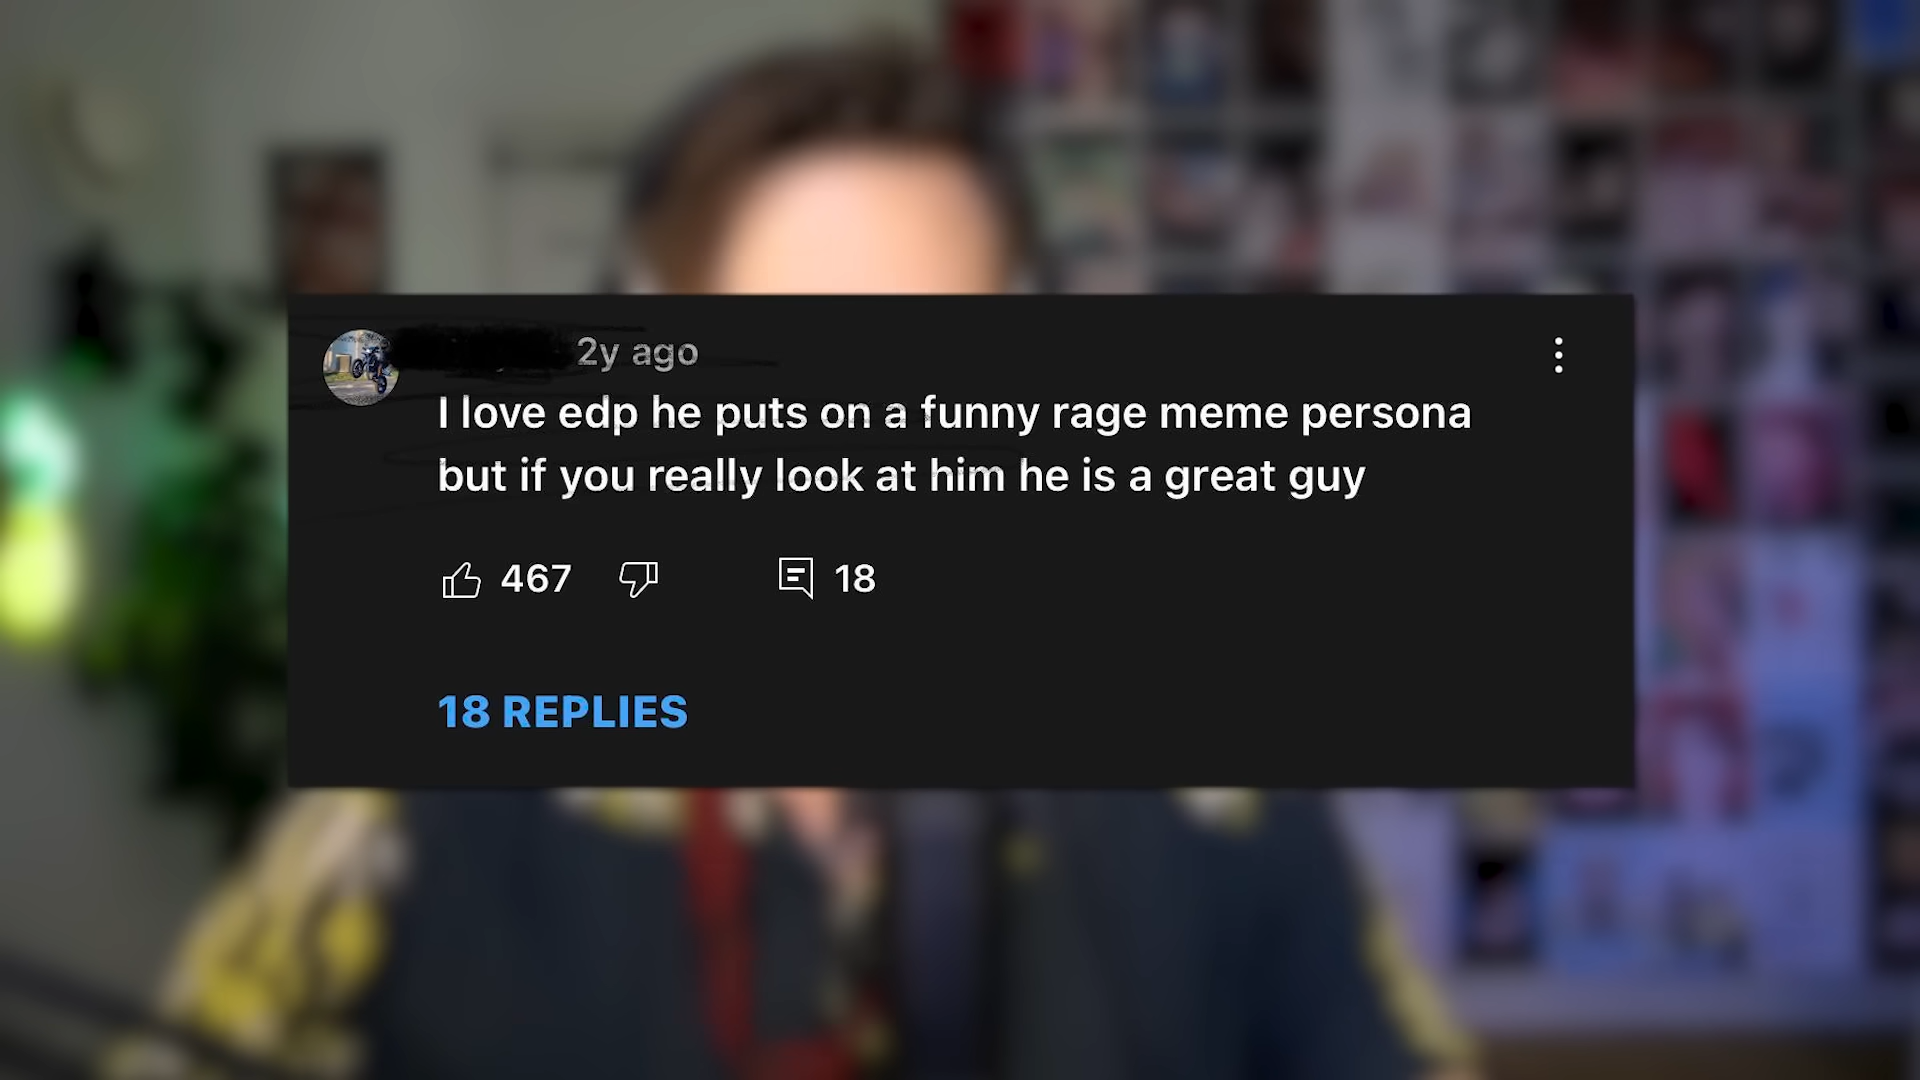 2y ago
I love edp he puts on a funny rage meme persona
but if you really look at him he is a great guy
467 18
18 REPLIES